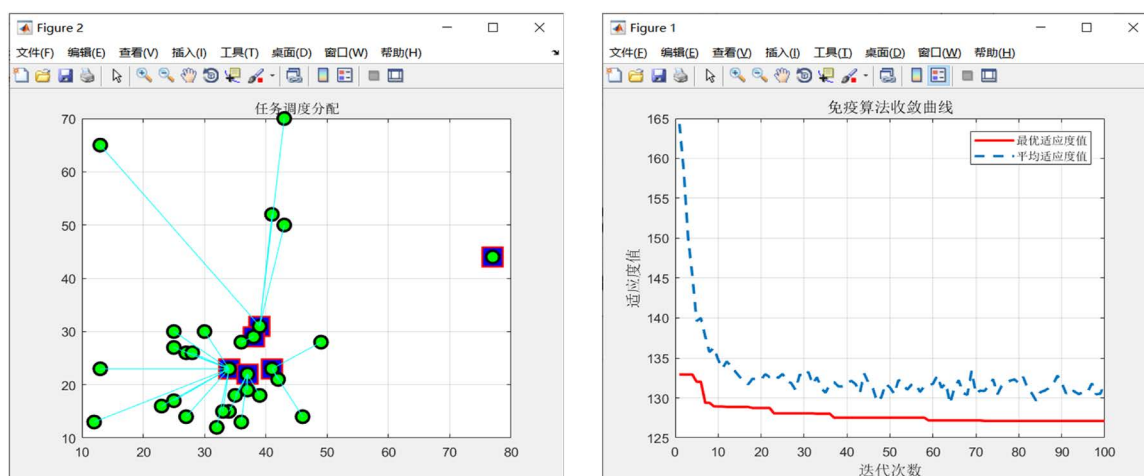 Figure 2
文件(F) 编辑(E) 查看(V) 插入(I) 工具(T) 桌面(D) 窗口(W) 帮助(H)
任务调度分配
70
60
50
40
30
20
10
10 20 30 40 50 60 70 80
Figure 1
文件(F) 编辑(E) 查看(V) 插入(I) 工具(T) 桌面(D) 窗口(W) 帮助(H)
免疫算法收敛曲线
165
160
155
150
145
140
135
130
125
适应度值
最优适应度值
平均适应度值
0 10 20 30 40 50 60 70 80 90 100
迭代次数